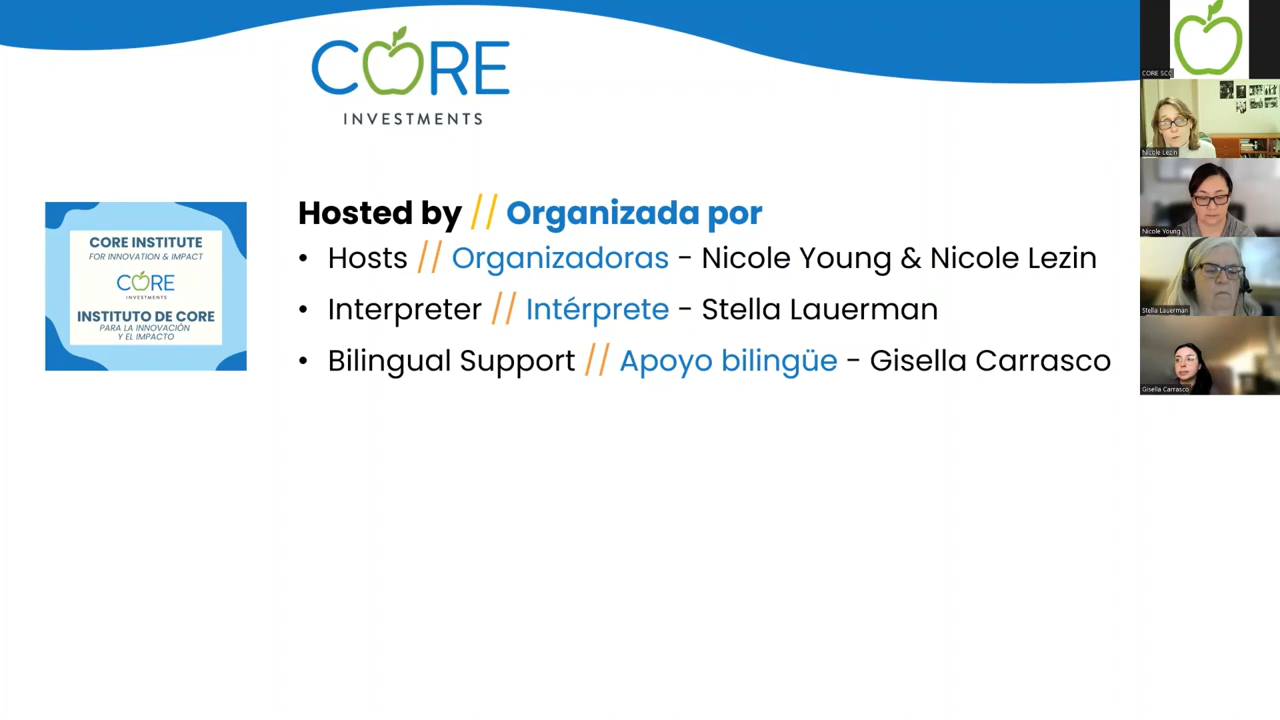 CORE
INVESTMENTS
CORE INSTITUTE
FOR INNOVATION & IMPACT
CORE
INVESTMENTS
INSTITUTO DE CORE
PARA LA INNOVACIÓN
Y EL IMPACTO
Hosted by // Organizada por
• Hosts // Organizadoras - Nicole Young & Nicole Lezin
• Interpreter // Intérprete - Stella Lauerman
• Bilingual Support // Apoyo bilingüe - Gisella Carrasco
CORE SCC
Nicole Lezin
Nicole Young
Stella Lauerman
Gisella Carrasco